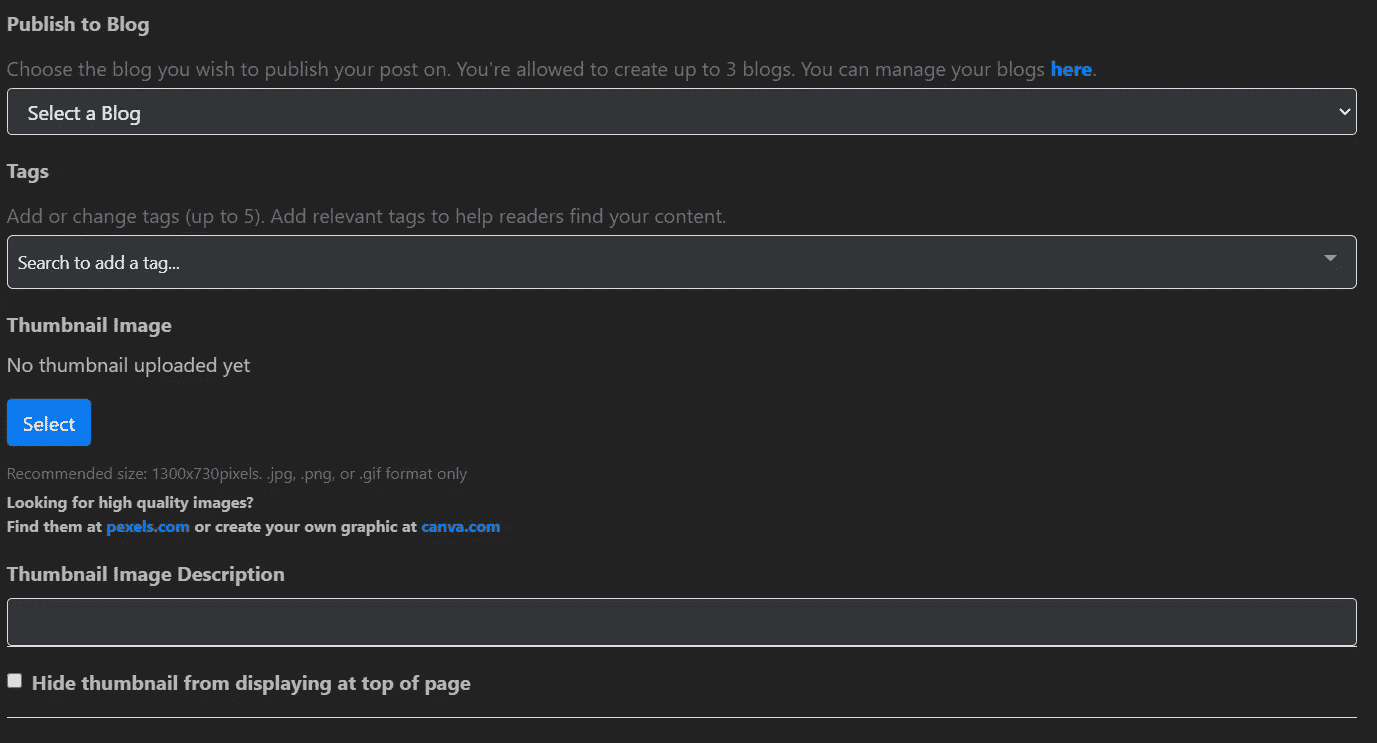 Publish to Blog
Choose the blog you wish to publish your post on. You're allowed to create up to 3 blogs. You can manage your blogs here.
Select a Blog
Tags
Add or change tags (up to 5). Add relevant tags to help readers find your content.
Search to add a tag...
Thumbnail Image
No thumbnail uploaded yet
Select
Recommended size: 1300x730pixels. .jpg, .png, or .gif format only
Looking for high quality images?
Find them at pexels.com or create your own graphic at canva.com
Thumbnail Image Description
Hide thumbnail from displaying at top of page